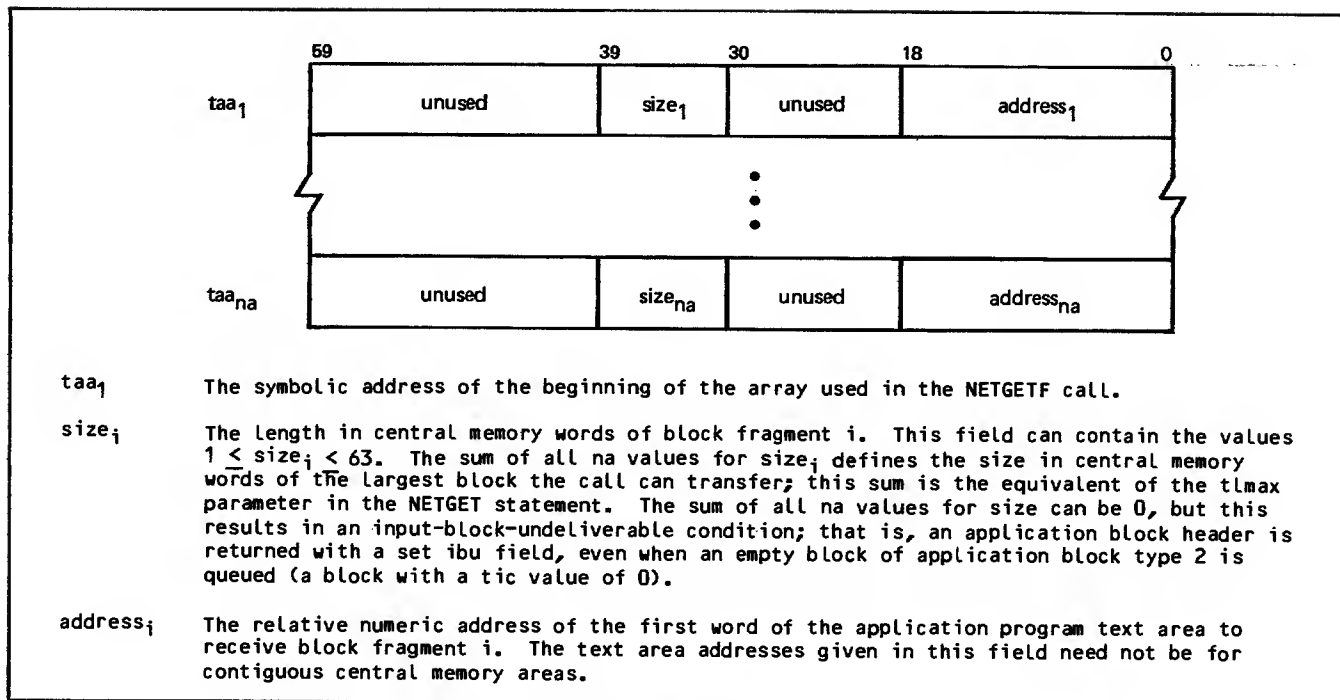 59 39 30 18 0
taa1 unused size1 unused address1
taana unused sizena unused addressna
taa1 The symbolic address of the beginning of the array used in the NETGETF call.
sizei The length in central memory words of block fragment i. This field can contain the values
1 ≤ sizei ≤ 63. The sum of all na values for sizei defines the size in central memory
words of the largest block the call can transfer; this sum is the equivalent of the tlmax
parameter in the NETGET statement. The sum of all na values for size can be 0, but this
results in an input-block-undeliverable condition; that is, an application block header is
returned with a set ibu field, even when an empty block of application block type 2 is
queued (a block with a tlc value of 0).
addressi The relative numeric address of the first word of the application program text area to
receive block fragment i. The text area addresses given in this field need not be for
contiguous central memory areas.